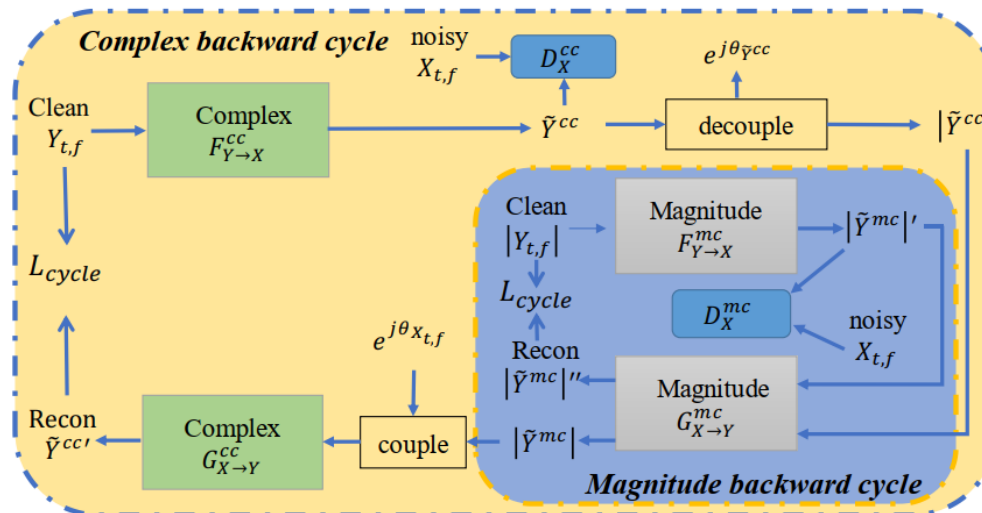 Complex backward cycle
noisy
X_{t,f}
D_X^{cc}
e^{jθ_{Ỹ^{cc}}}
Clean
Y_{t,f}
Complex
F_{Y→X}^{cc}
Ỹ^{cc}
decouple
|Ỹ^{cc}
Clean
|Y_{t,f}|
Magnitude
F_{Y→X}^{mc}
|Ỹ^{mc}|′
L_{cycle}
L_{cycle}
D_X^{mc}
noisy
X_{t,f}
e^{jθ_{X_{t,f}}}
Recon
|Ỹ^{mc}|″
Magnitude
G_{X→Y}^{mc}
Recon
Ỹ^{cc′}
Complex
G_{X→Y}^{cc}
couple
|Ỹ^{mc}|
Magnitude backward cycle